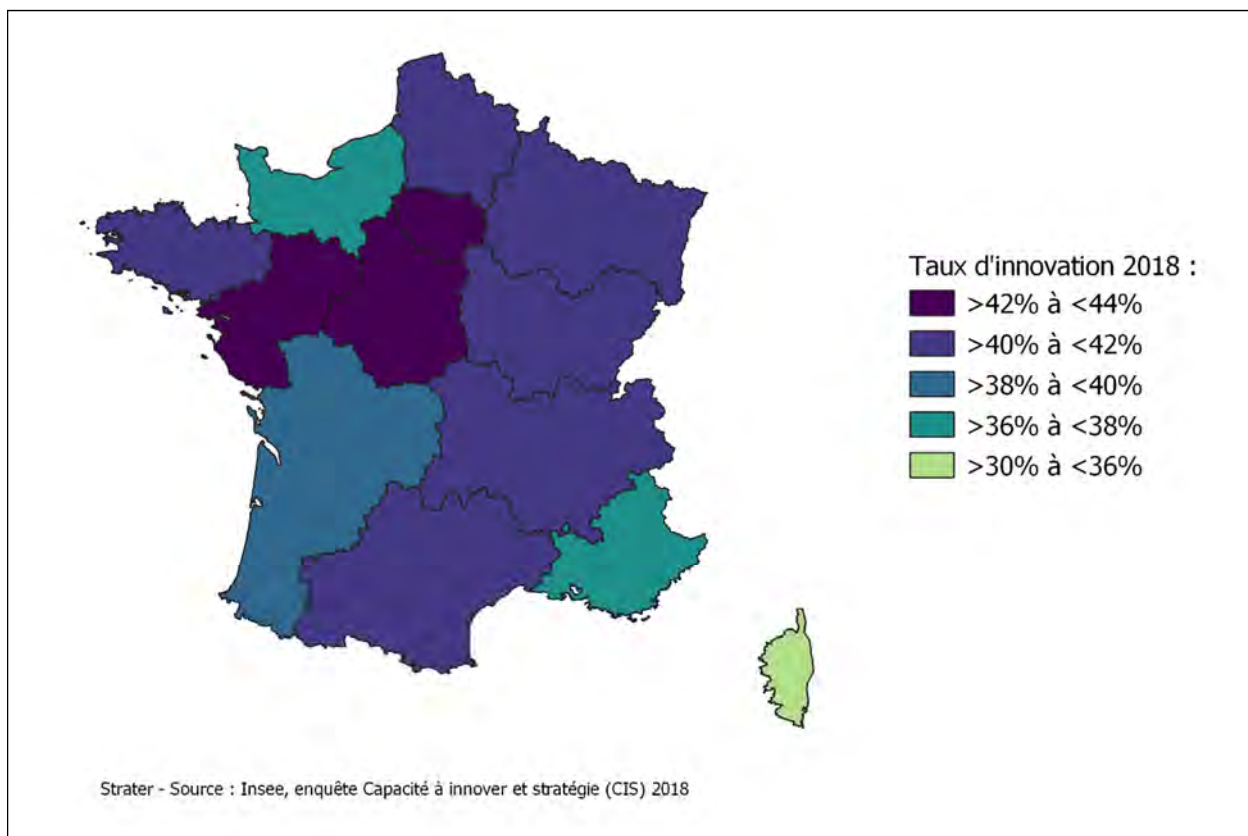 Taux d'innovation 2018 :
>42% à <44%
>40% à <42%
>38% à <40%
>36% à <38%
>30% à <36%
Strater - Source : Insee, enquête Capacité à innover et stratégie (CIS) 2018